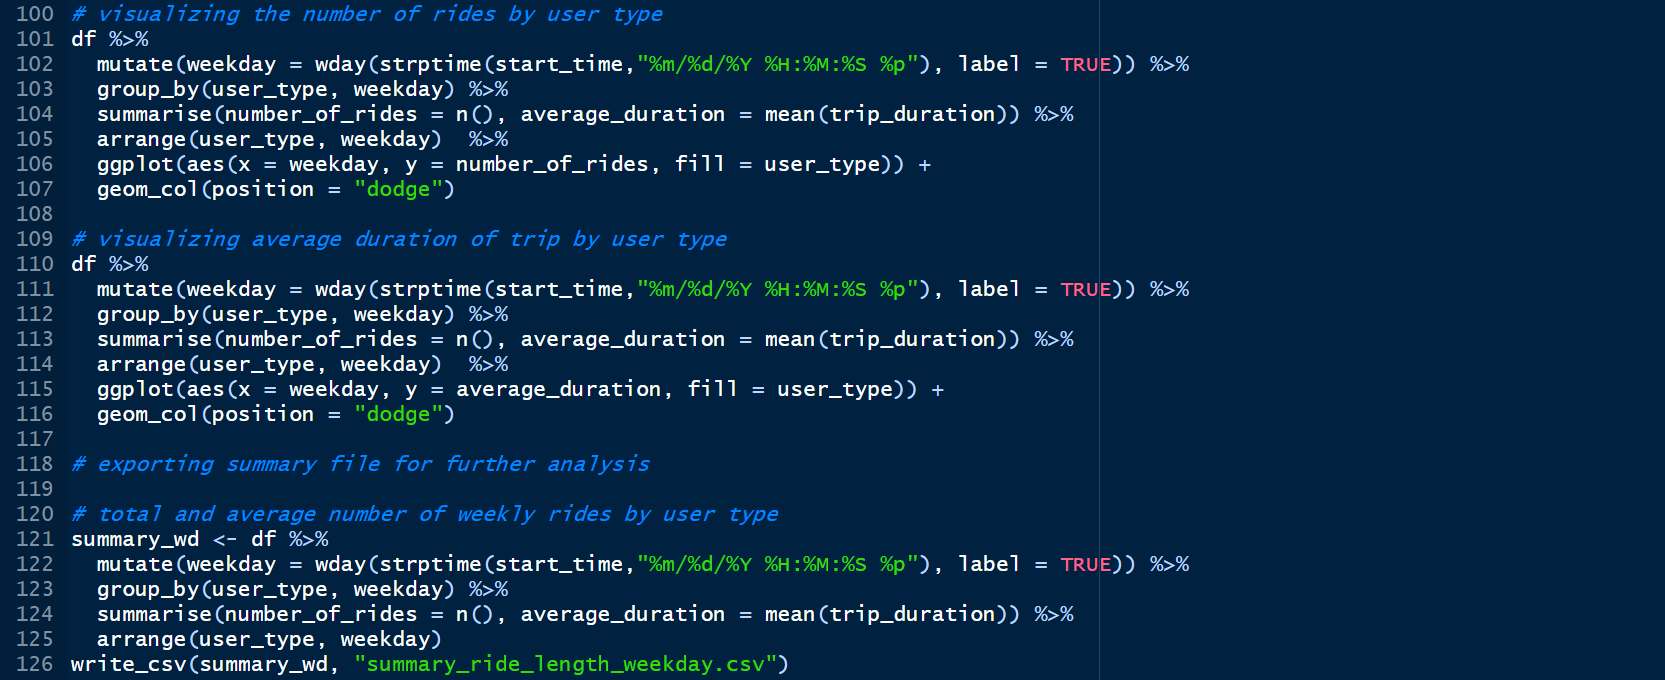 100 # visualizing the number of rides by user type
101 df %>%
102   mutate(weekday = wday(strptime(start_time,"%m/%d/%Y %H:%M:%S %p"), label = TRUE)) %>%
103   group_by(user_type, weekday) %>%
104   summarise(number_of_rides = n(), average_duration = mean(trip_duration)) %>%
105   arrange(user_type, weekday)  %>%
106   ggplot(aes(x = weekday, y = number_of_rides, fill = user_type)) +
107   geom_col(position = "dodge")
108
109 # visualizing average duration of trip by user type
110 df %>%
111   mutate(weekday = wday(strptime(start_time,"%m/%d/%Y %H:%M:%S %p"), label = TRUE)) %>%
112   group_by(user_type, weekday) %>%
113   summarise(number_of_rides = n(), average_duration = mean(trip_duration)) %>%
114   arrange(user_type, weekday)  %>%
115   ggplot(aes(x = weekday, y = average_duration, fill = user_type)) +
116   geom_col(position = "dodge")
117
118 # exporting summary file for further analysis
119
120 # total and average number of weekly rides by user type
121 summary_wd <- df %>%
122   mutate(weekday = wday(strptime(start_time,"%m/%d/%Y %H:%M:%S %p"), label = TRUE)) %>%
123   group_by(user_type, weekday) %>%
124   summarise(number_of_rides = n(), average_duration = mean(trip_duration)) %>%
125   arrange(user_type, weekday)
126 write_csv(summary_wd, "summary_ride_length_weekday.csv")